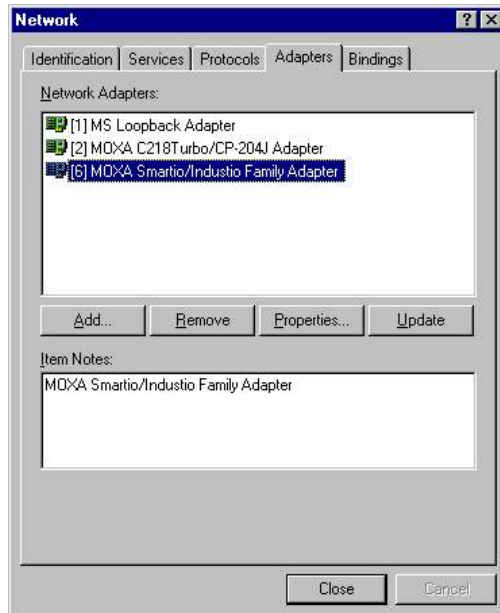 Network
Identification Services Protocols Adapters Bindings
Network Adapters:
[1] MS Loopback Adapter
[2] MOXA C218Turbo/CP-204J Adapter
[6] MOXA Smartio/Industio Family Adapter
Add... Remove Properties... Update
Item Notes:
MOXA Smartio/Industio Family Adapter
Close Cancel